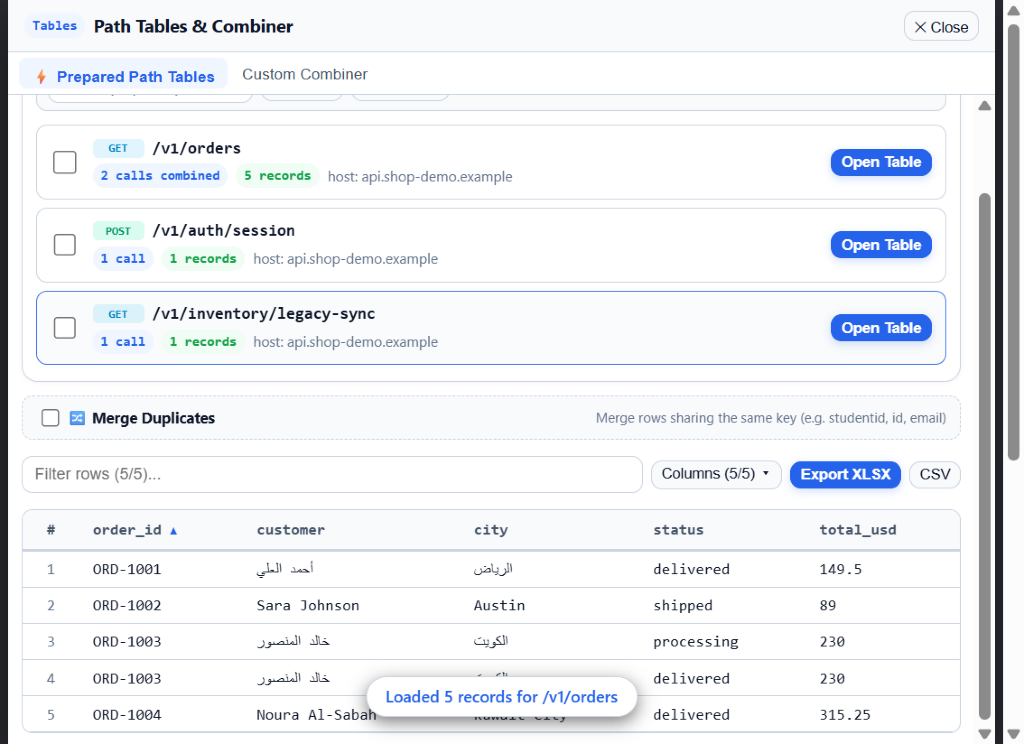 Tables Path Tables & Combiner Close
Prepared Path Tables Custom Combiner
GET /v1/orders
2 calls combined 5 records host: api.shop-demo.example Open Table
POST /v1/auth/session
1 call 1 records host: api.shop-demo.example Open Table
GET /v1/inventory/legacy-sync
1 call 1 records host: api.shop-demo.example Open Table
Merge Duplicates Merge rows sharing the same key (e.g. studentid, id, email)
Filter rows (5/5)... Columns (5/5) Export XLSX CSV
# order_id customer city status total_usd
1 ORD-1001 أحمد العلي الرياض delivered 149.5
2 ORD-1002 Sara Johnson Austin shipped 89
3 ORD-1003 خالد المنصور الكويت processing 230
4 ORD-1003 خالد المنصور delivered 230
Loaded 5 records for /v1/orders
5 ORD-1004 Noura Al-Sabah Kuwait City delivered 315.25